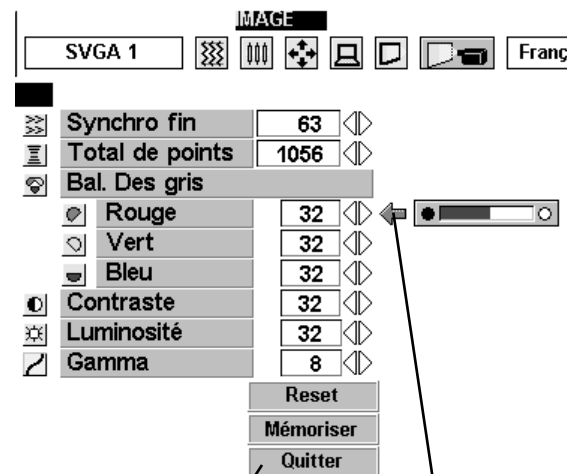 IMAGE
SVGA 1 Franç
Synchro fin 63
Total de points 1056
Bal. Des gris
Rouge 32
Vert 32
Bleu 32
Contraste 32
Luminosité 32
Gamma 8
Reset
Mémoriser
Quitter